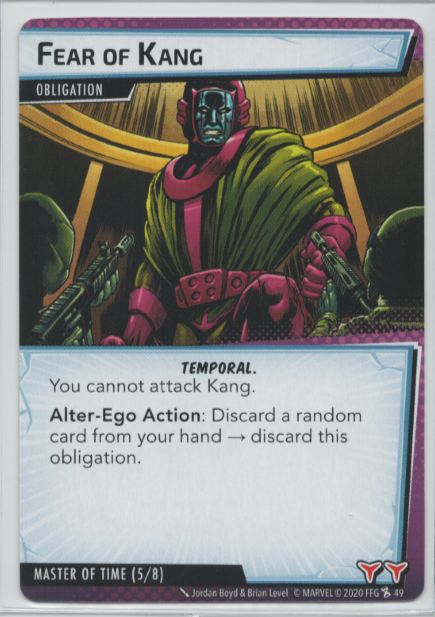 Fear of Kang
OBLIGATION
TEMPORAL.
You cannot attack Kang.
Alter-Ego Action: Discard a random
card from your hand → discard this
obligation.
MASTER OF TIME (5/8)
Jordan Boyd & Brian Level © MARVEL © 2020 FFG 49